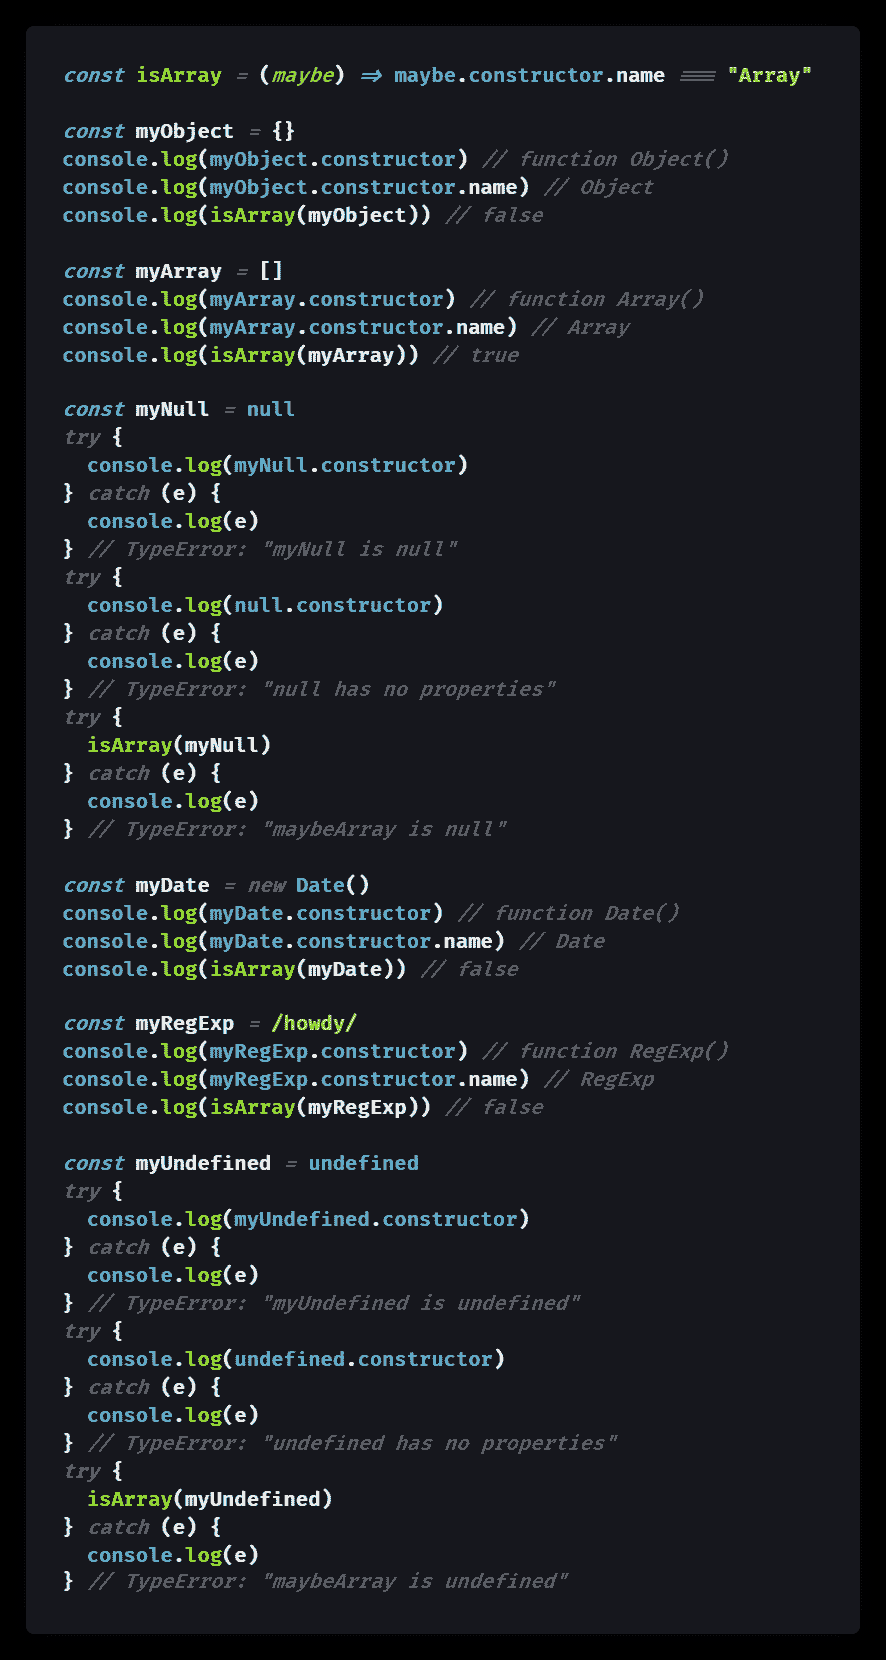 const isArray = (maybe) => maybe.constructor.name === "Array"

const myObject = {}
console.log(myObject.constructor) // function Object()
console.log(myObject.constructor.name) // Object
console.log(isArray(myObject)) // false

const myArray = []
console.log(myArray.constructor) // function Array()
console.log(myArray.constructor.name) // Array
console.log(isArray(myArray)) // true

const myNull = null
try {
  console.log(myNull.constructor)
} catch (e) {
  console.log(e)
} // TypeError: "myNull is null"
try {
  console.log(null.constructor)
} catch (e) {
  console.log(e)
} // TypeError: "null has no properties"
try {
  isArray(myNull)
} catch (e) {
  console.log(e)
} // TypeError: "maybeArray is null"

const myDate = new Date()
console.log(myDate.constructor) // function Date()
console.log(myDate.constructor.name) // Date
console.log(isArray(myDate)) // false

const myRegExp = /howdy/
console.log(myRegExp.constructor) // function RegExp()
console.log(myRegExp.constructor.name) // RegExp
console.log(isArray(myRegExp)) // false

const myUndefined = undefined
try {
  console.log(myUndefined.constructor)
} catch (e) {
  console.log(e)
} // TypeError: "myUndefined is undefined"
try {
  console.log(undefined.constructor)
} catch (e) {
  console.log(e)
} // TypeError: "undefined has no properties"
try {
  isArray(myUndefined)
} catch (e) {
  console.log(e)
} // TypeError: "maybeArray is undefined"